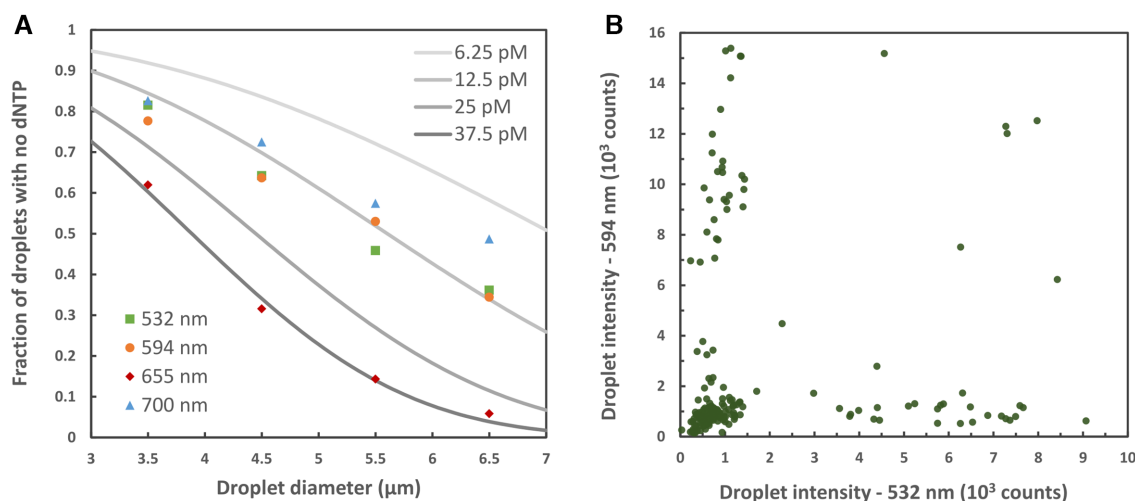 A
Fraction of droplets with no dNTP
1
0.9
0.8
0.7
0.6
0.5
0.4
0.3
0.2
0.1
0
3
3.5
4
4.5
5
5.5
6
6.5
7
Droplet diameter (µm)
6.25 pM
12.5 pM
25 pM
37.5 pM
532 nm
594 nm
655 nm
700 nm
B
Droplet intensity - 594 nm (10³ counts)
16
14
12
10
8
6
4
2
0
0
1
2
3
4
5
6
7
8
9
10
Droplet intensity - 532 nm (10³ counts)